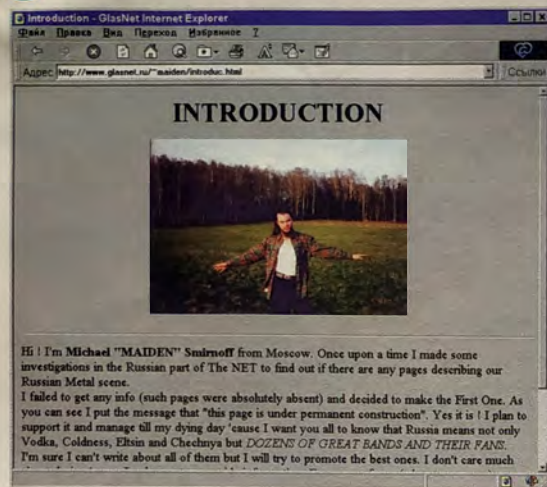 Introduction - GlasNet Internet Explorer
Файл Правка Вид Переход Избранное ?
Адрес http://www.glasnet.ru/~maiden/introduc.html Ссылки
INTRODUCTION
Hi ! I'm Michael "MAIDEN" Smirnoff from Moscow. Once upon a time I made some
investigations in the Russian part of The NET to find out if there are any pages describing our
Russian Metal scene.
I failed to get any info (such pages were absolutely absent) and decided to make the First One. As
you can see I put the message that "this page is under permanent construction". Yes it is ! I plan to
support it and manage till my dying day 'cause I want you all to know that Russia means not only
Vodka, Coldness, Eltsin and Chechnya but DOZENS OF GREAT BANDS AND THEIR FANS.
I'm sure I can't write about all of them but I will try to promote the best ones. I don't care much